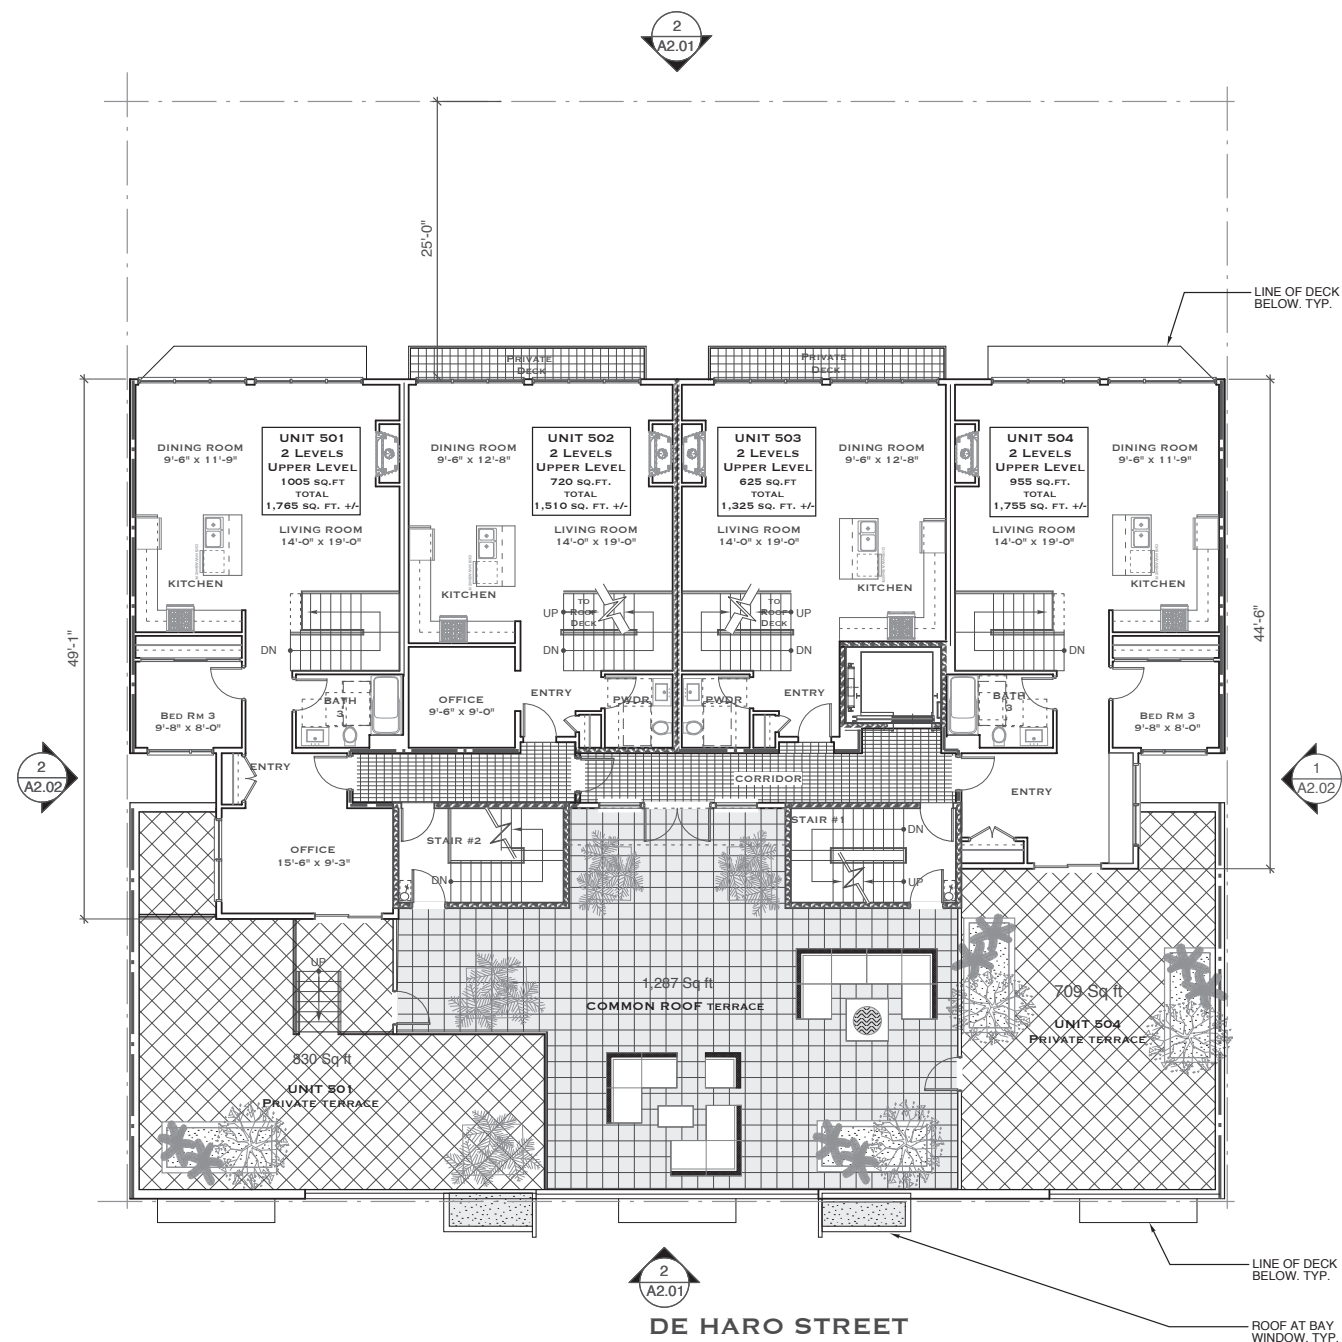 2
A2.01
25'-0"
LINE OF DECK
BELOW. TYP.
PRIVATE
DECK
PRIVATE
DECK
DINING ROOM
9'-6" x 11'-9"
UNIT 501
2 LEVELS
UPPER LEVEL
1005 SQ.FT
TOTAL
1,765 SQ. FT. +/-
LIVING ROOM
14'-0" x 19'-0"
KITCHEN
DINING ROOM
9'-6" x 12'-8"
UNIT 502
2 LEVELS
UPPER LEVEL
720 SQ.FT.
TOTAL
1,510 SQ. FT. +/-
LIVING ROOM
14'-0" x 19'-0"
KITCHEN
UNIT 503
2 LEVELS
UPPER LEVEL
625 SQ.FT.
TOTAL
1,325 SQ. FT. +/-
DINING ROOM
9'-6" x 12'-8"
LIVING ROOM
14'-0" x 19'-0"
KITCHEN
UNIT 504
2 LEVELS
UPPER LEVEL
955 SQ.FT.
TOTAL
1,755 SQ. FT. +/-
DINING ROOM
9'-6" x 11'-9"
LIVING ROOM
14'-0" x 19'-0"
KITCHEN
49'-1"
44'-6"
UP
TO
ROOF
DECK
TO
ROOF
DECK
UP
DN
DN
DN
DN
BED RM 3
9'-8" x 8'-0"
BATH
3
OFFICE
9'-6" x 9'-0"
ENTRY
PWDR
PWDR
ENTRY
BATH
3
BED RM 3
9'-8" x 8'-0"
2
A2.02
ENTRY
CORRIDOR
ENTRY
1
A2.02
OFFICE
15'-6" x 9'-3"
STAIR #2
DN
STAIR #1
DN
UP
UP
1,287 Sq ft
COMMON ROOF TERRACE
709 Sq ft
UNIT 504
PRIVATE TERRACE
830 Sq ft
UNIT 501
PRIVATE TERRACE
2
A2.01
DE HARO STREET
LINE OF DECK
BELOW. TYP.
ROOF AT BAY
WINDOW. TYP.